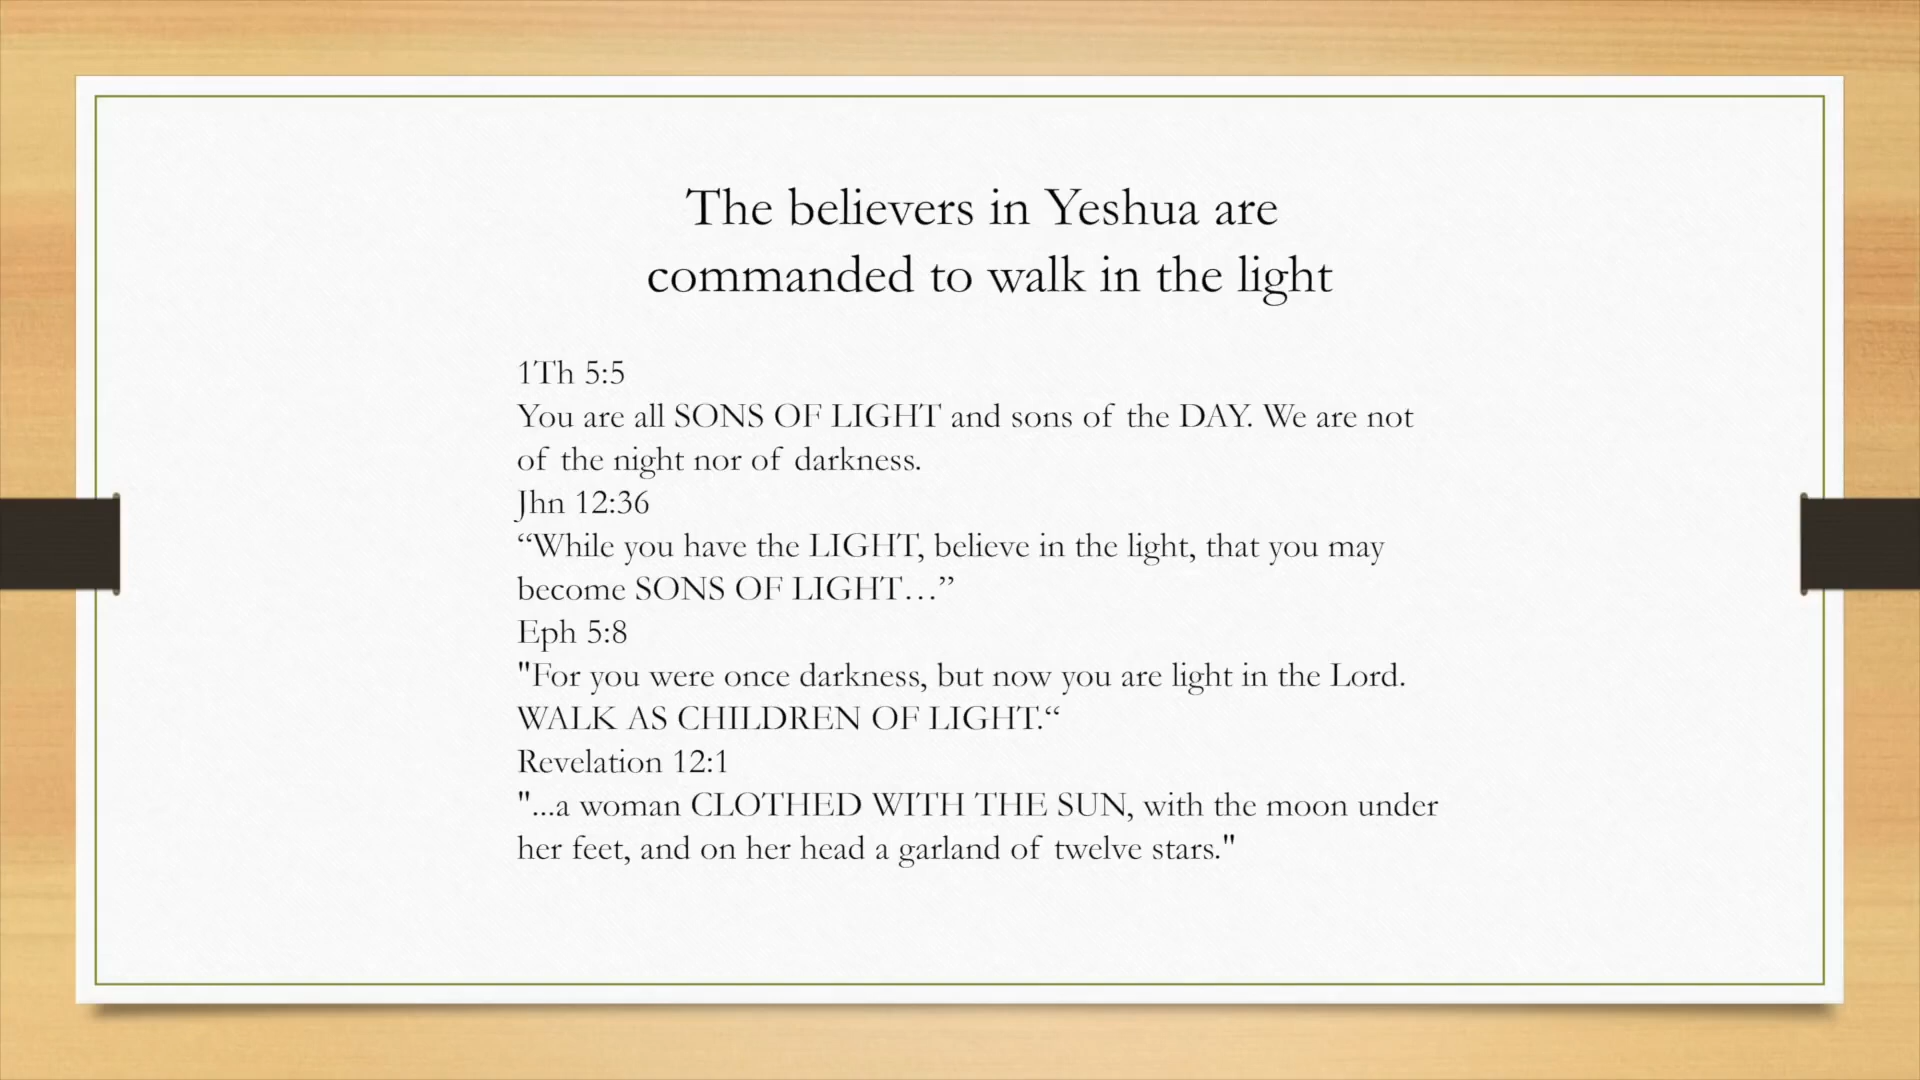 The believers in Yeshua are
commanded to walk in the light
1Th 5:5
You are all SONS OF LIGHT and sons of the DAY. We are not
of the night nor of darkness.
Jhn 12:36
“While you have the LIGHT, believe in the light, that you may
become SONS OF LIGHT…”
Eph 5:8
"For you were once darkness, but now you are light in the Lord.
WALK AS CHILDREN OF LIGHT.“
Revelation 12:1
"...a woman CLOTHED WITH THE SUN, with the moon under
her feet, and on her head a garland of twelve stars."